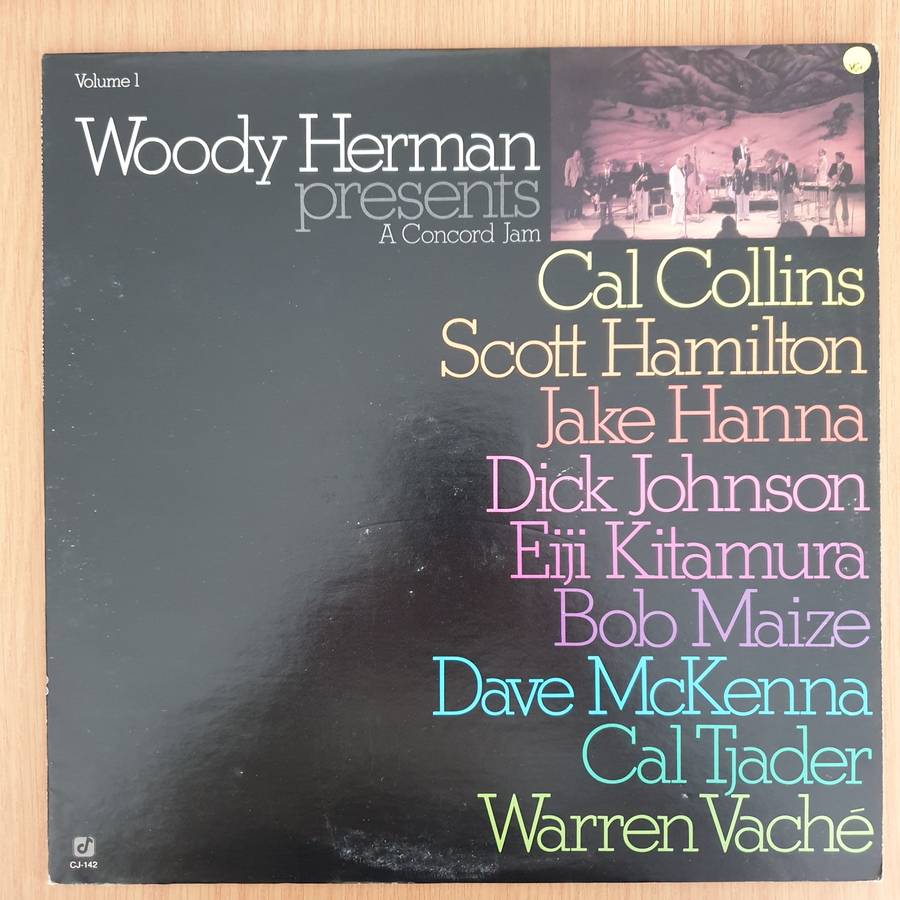 Volume 1
Woody Herman
presents
A Concord Jam
Cal Collins
Scott Hamilton
Jake Hanna
Dick Johnson
Eiji Kitamura
Bob Maize
Dave McKenna
Cal Tjader
Warren Vaché
CJ-142